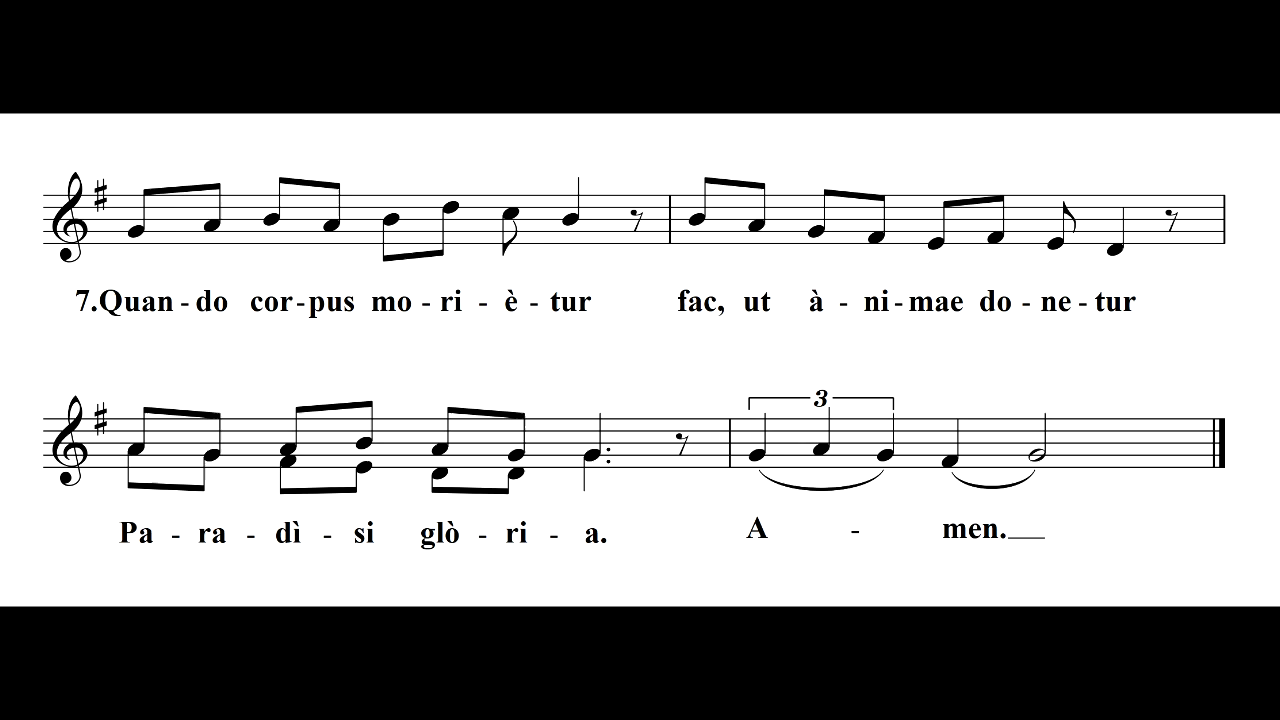 7.Quan - do cor - pus mo - ri - è - tur fac, ut à - ni - mae do - ne - tur
3
Pa - ra - dì - si glò - ri - a. A - men.__